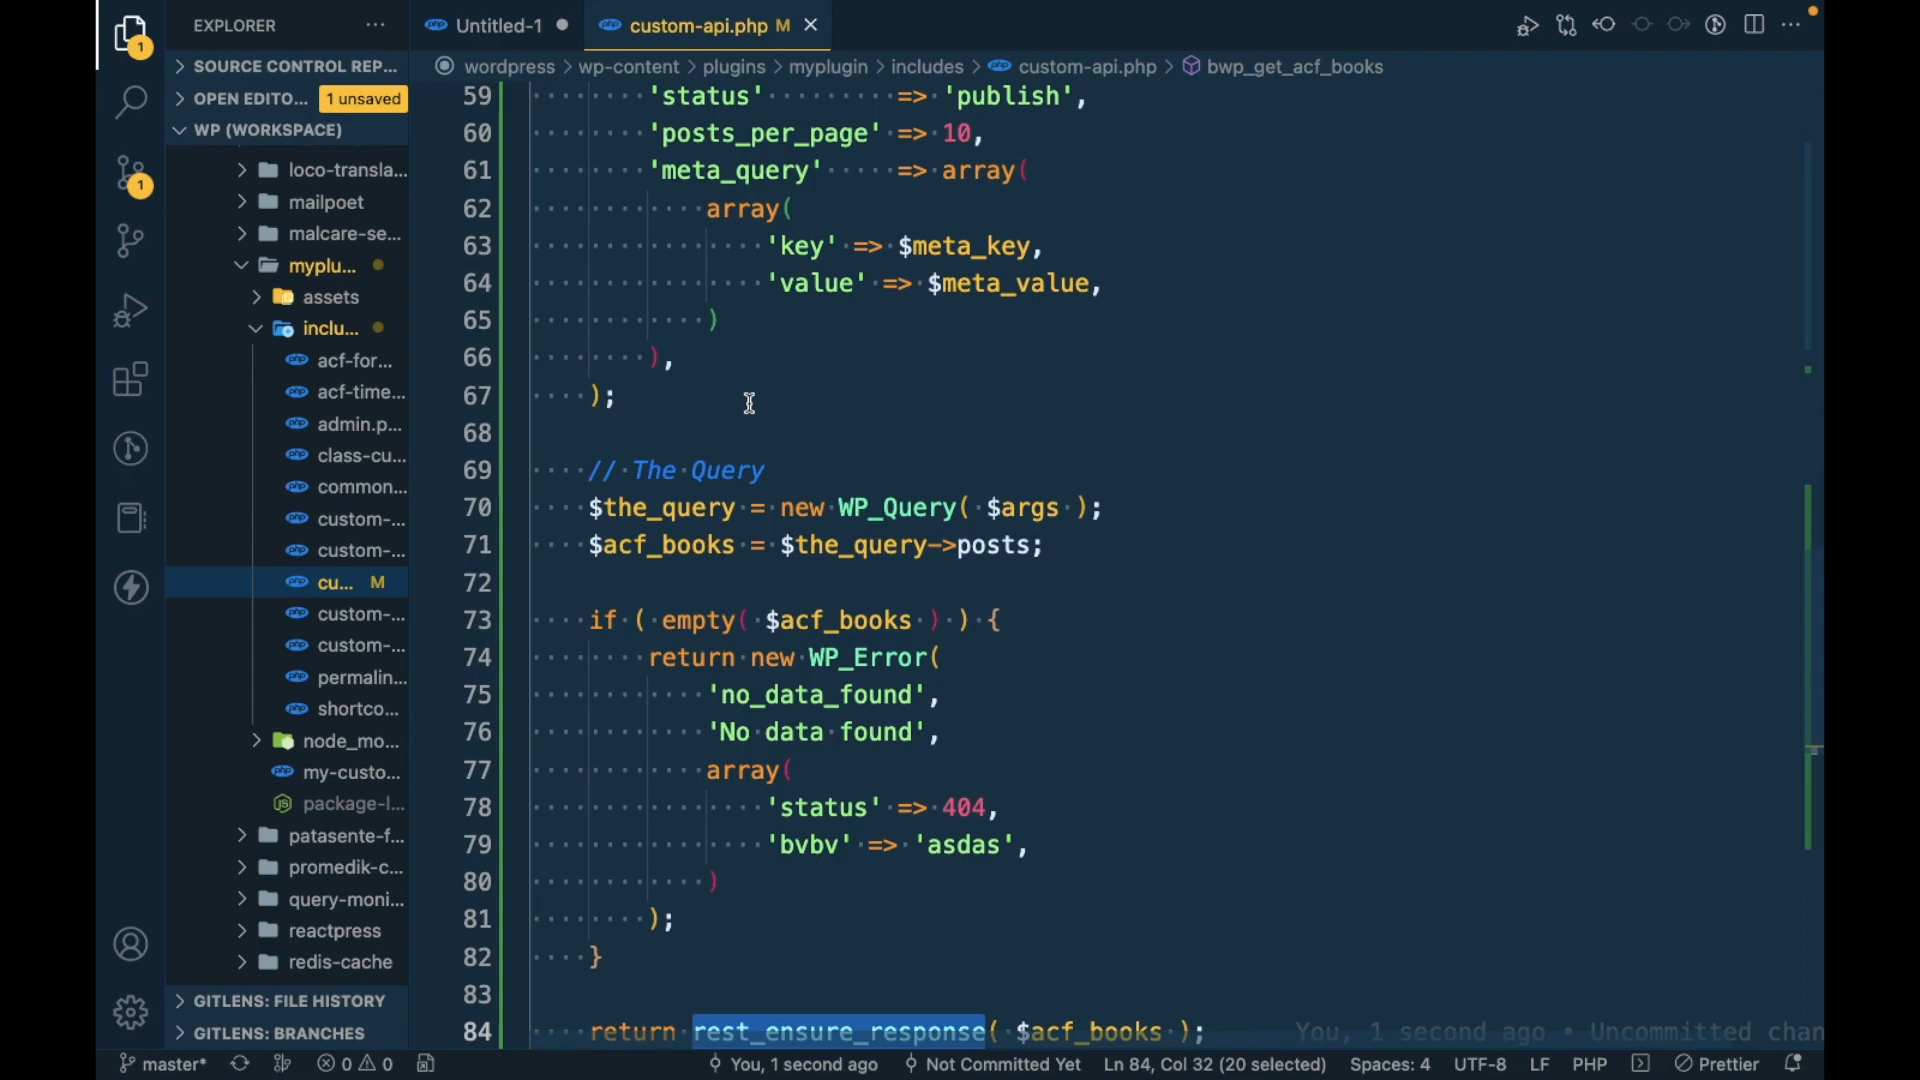 EXPLORER
Untitled-1
custom-api.php M
SOURCE CONTROL REP...
wordpress > wp-content > plugins > myplugin > includes > custom-api.php > bwp_get_acf_books
OPEN EDITO... 1 unsaved
WP (WORKSPACE)
1
1
loco-transla...
mailpoet
malcare-se...
myplu...
assets
inclu...
acf-for...
acf-time...
admin.p...
class-cu...
common...
custom-...
custom-...
cu... M
custom-...
custom-...
permalin...
shortco...
node_mo...
my-custo...
package-l...
patasente-f...
promedik-c...
query-moni...
reactpress
redis-cache
GITLENS: FILE HISTORY
GITLENS: BRANCHES
59 'status' => 'publish',
60 'posts_per_page' => 10,
61 'meta_query' => array(
62 array(
63 'key' => $meta_key,
64 'value' => $meta_value,
65 )
66 ),
67 );
68
69 // The Query
70 $the_query = new WP_Query( $args );
71 $acf_books = $the_query->posts;
72
73 if ( empty( $acf_books ) ) {
74 return new WP_Error(
75 'no_data_found',
76 'No data found',
77 array(
78 'status' => 404,
79 'bvbv' => 'asdas',
80 )
81 );
82 }
83
84 return rest_ensure_response( $acf_books ); You, 1 second ago • Uncommitted chan
master* 0 0 You, 1 second ago Not Committed Yet Ln 84, Col 32 (20 selected) Spaces: 4 UTF-8 LF PHP Prettier